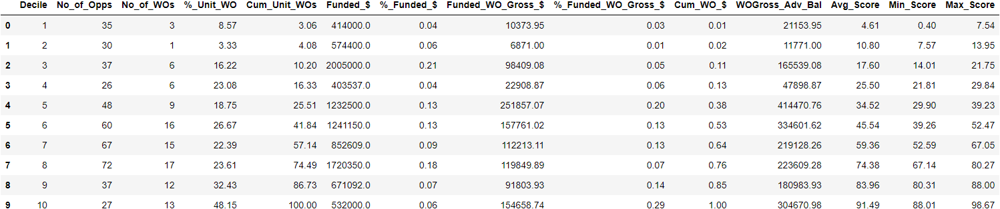 Decile No_of_Opps No_of_WOs %_Unit_WO Cum_Unit_WOs Funded_$ %_Funded_$ Funded_WO_Gross_$ %_Funded_WO_Gross_$ Cum_WO_$ WOGross_Adv_Bal Avg_Score Min_Score Max_Score
0 1 35 3 8.57 3.06 414000.0 0.04 10373.95 0.03 0.01 21153.95 4.61 0.40 7.54
1 2 30 1 3.33 4.08 574400.0 0.06 6871.00 0.01 0.02 11771.00 10.80 7.57 13.95
2 3 37 6 16.22 10.20 2005000.0 0.21 98409.08 0.05 0.11 165539.08 17.60 14.01 21.75
3 4 26 6 23.08 16.33 403537.0 0.04 22908.87 0.06 0.13 47898.87 25.50 21.81 29.84
4 5 48 9 18.75 25.51 1232500.0 0.13 251857.07 0.20 0.38 414470.76 34.52 29.90 39.23
5 6 60 16 26.67 41.84 1241150.0 0.13 157761.02 0.13 0.53 334601.62 45.54 39.26 52.47
6 7 67 15 22.39 57.14 852609.0 0.09 112213.11 0.13 0.64 219128.26 59.36 52.59 67.05
7 8 72 17 23.61 74.49 1720350.0 0.18 119849.89 0.07 0.76 223609.28 74.38 67.14 80.27
8 9 37 12 32.43 86.73 671092.0 0.07 91803.93 0.14 0.85 180983.93 83.96 80.31 88.00
9 10 27 13 48.15 100.00 532000.0 0.06 154658.74 0.29 1.00 304670.98 91.49 88.01 98.67